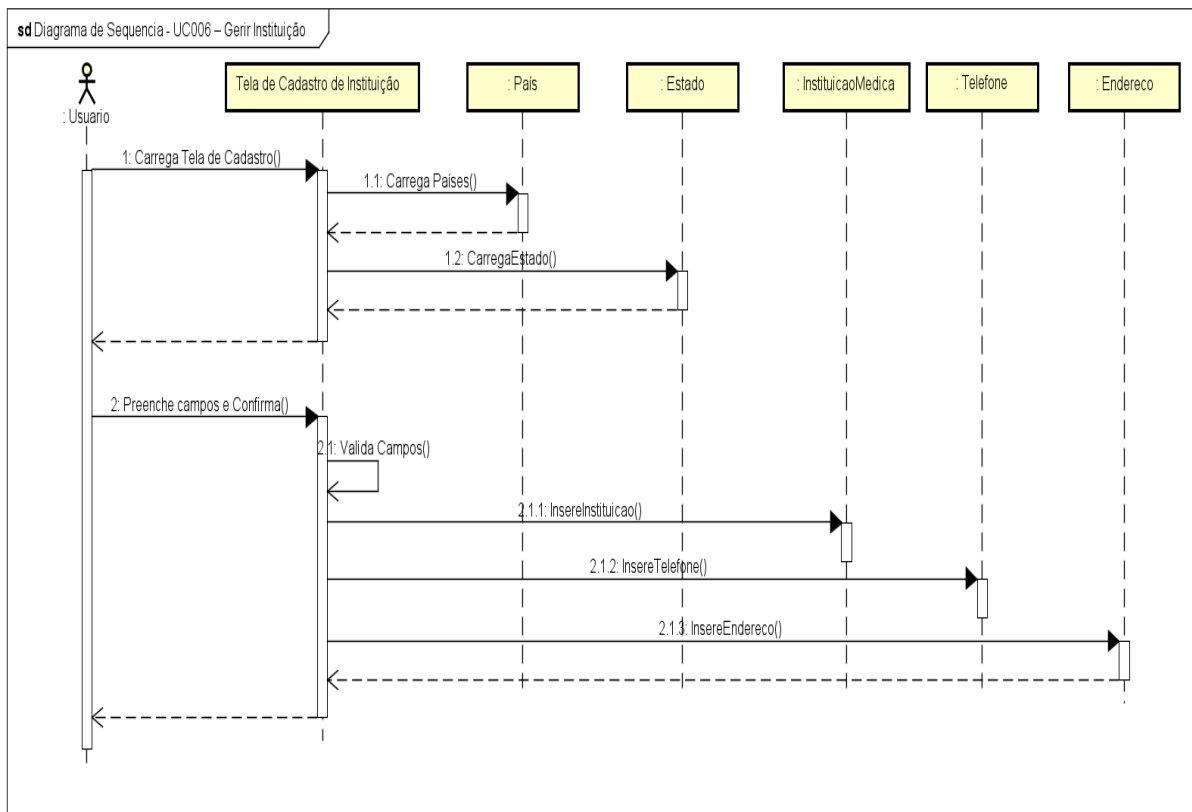 sd Diagrama de Sequencia - UC006 – Gerir Instituição
: Usuario
Tela de Cadastro de Instituição
: País
: Estado
: InstituicaoMedica
: Telefone
: Endereco
1: Carrega Tela de Cadastro()
1.1: Carrega Países()
1.2: CarregaEstado()
2: Preenche campos e Confirma()
2.1: Valida Campos()
2.1.1: InsereInstituicao()
2.1.2: InsereTelefone()
2.1.3: InsereEndereco()